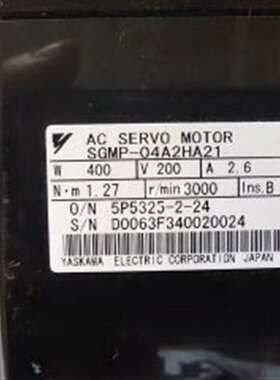 AC SERVO MOTOR
SGMP-04A2HA21
W 400 V 200 A 2.6
N·m 1.27 r/min 3000 Ins.B
O/N 5P5325-2-24
S/N D0063F340020024
YASKAWA ELECTRIC CORPORATION JAPAN